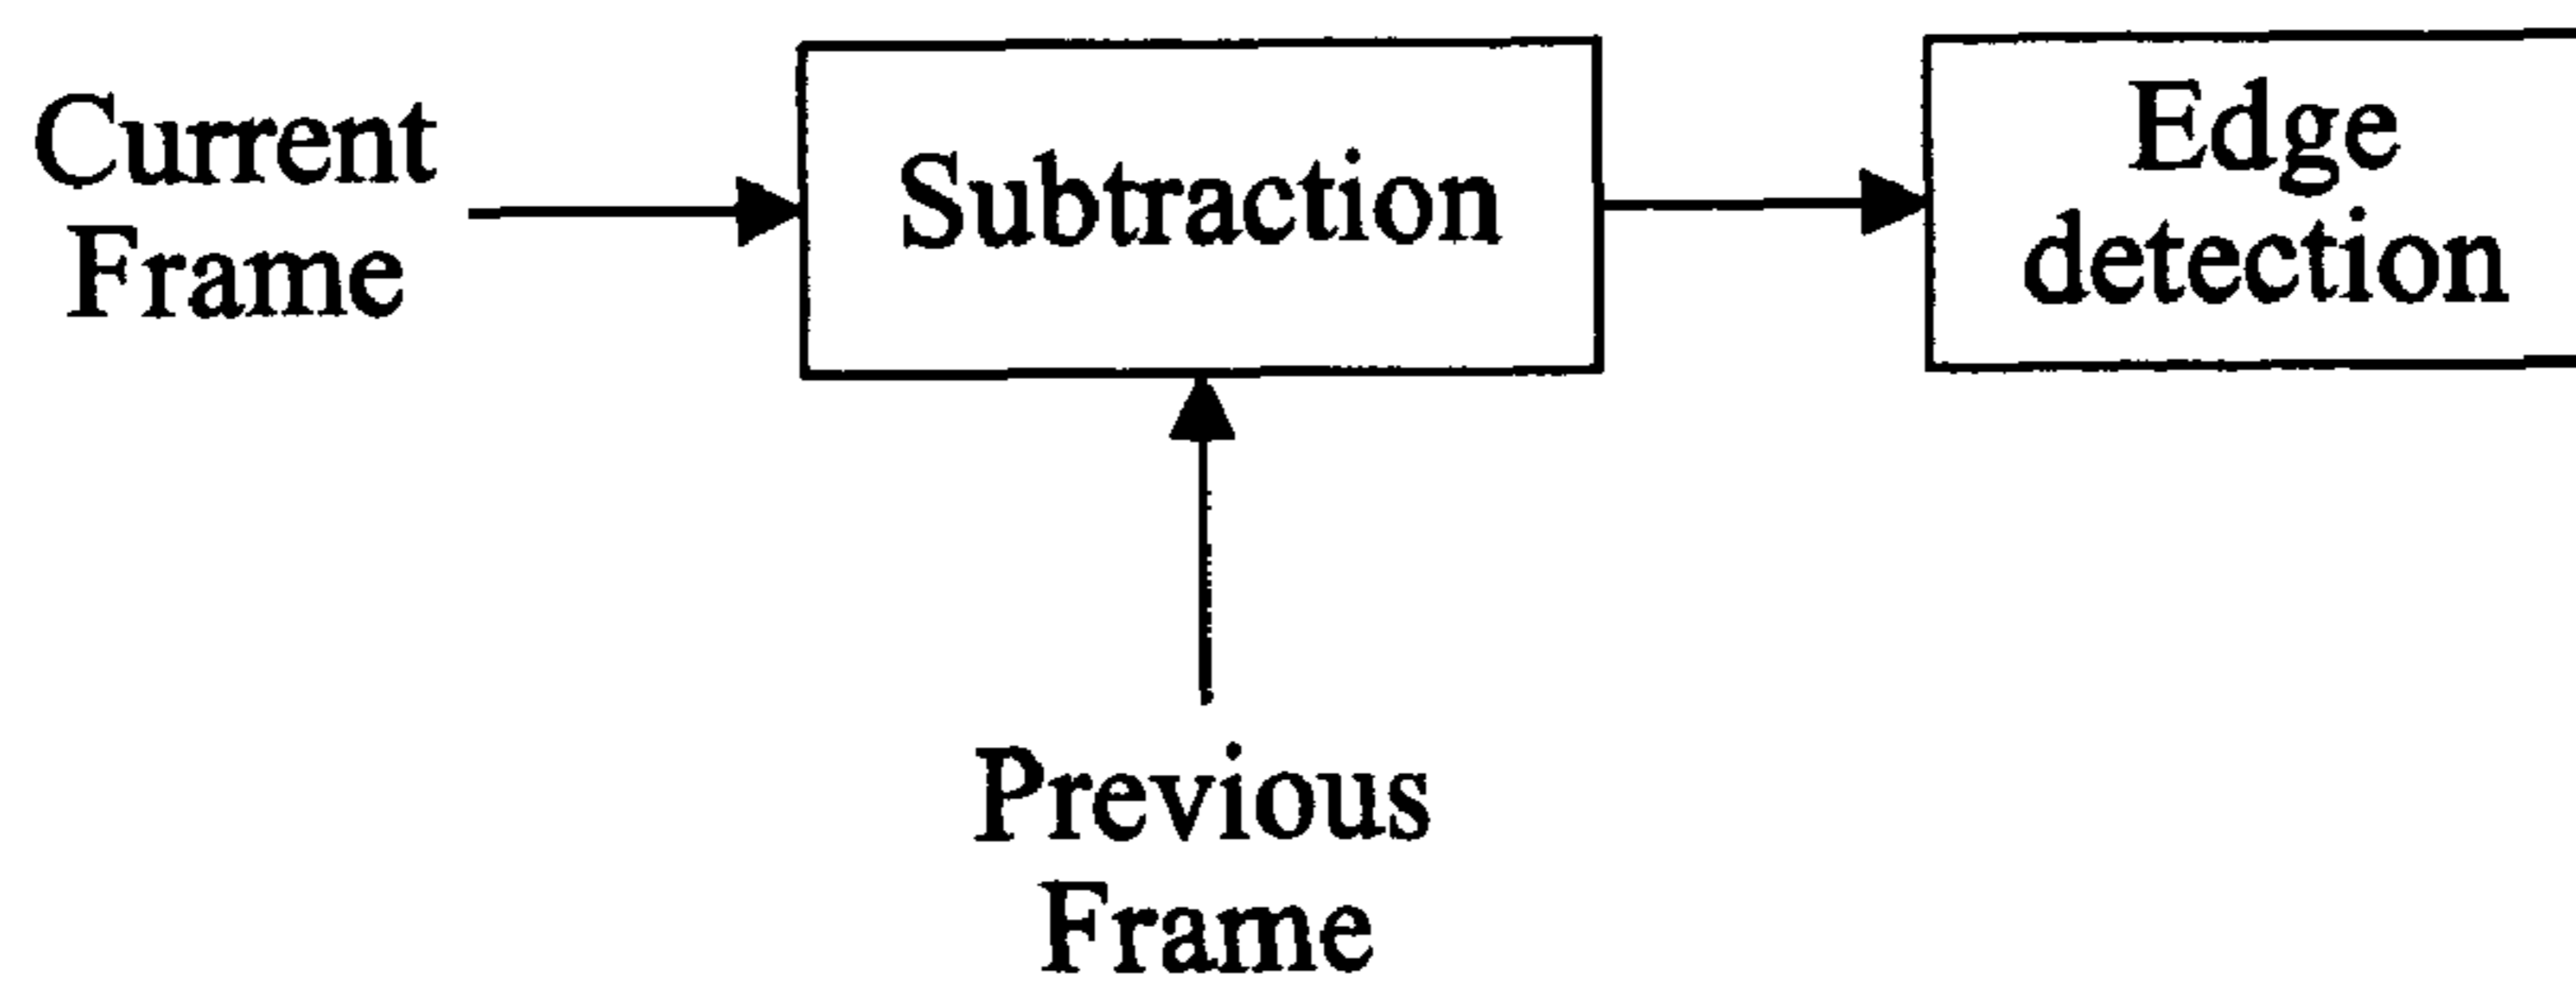 Current
Frame
Subtraction
Edge
detection
Previous
Frame